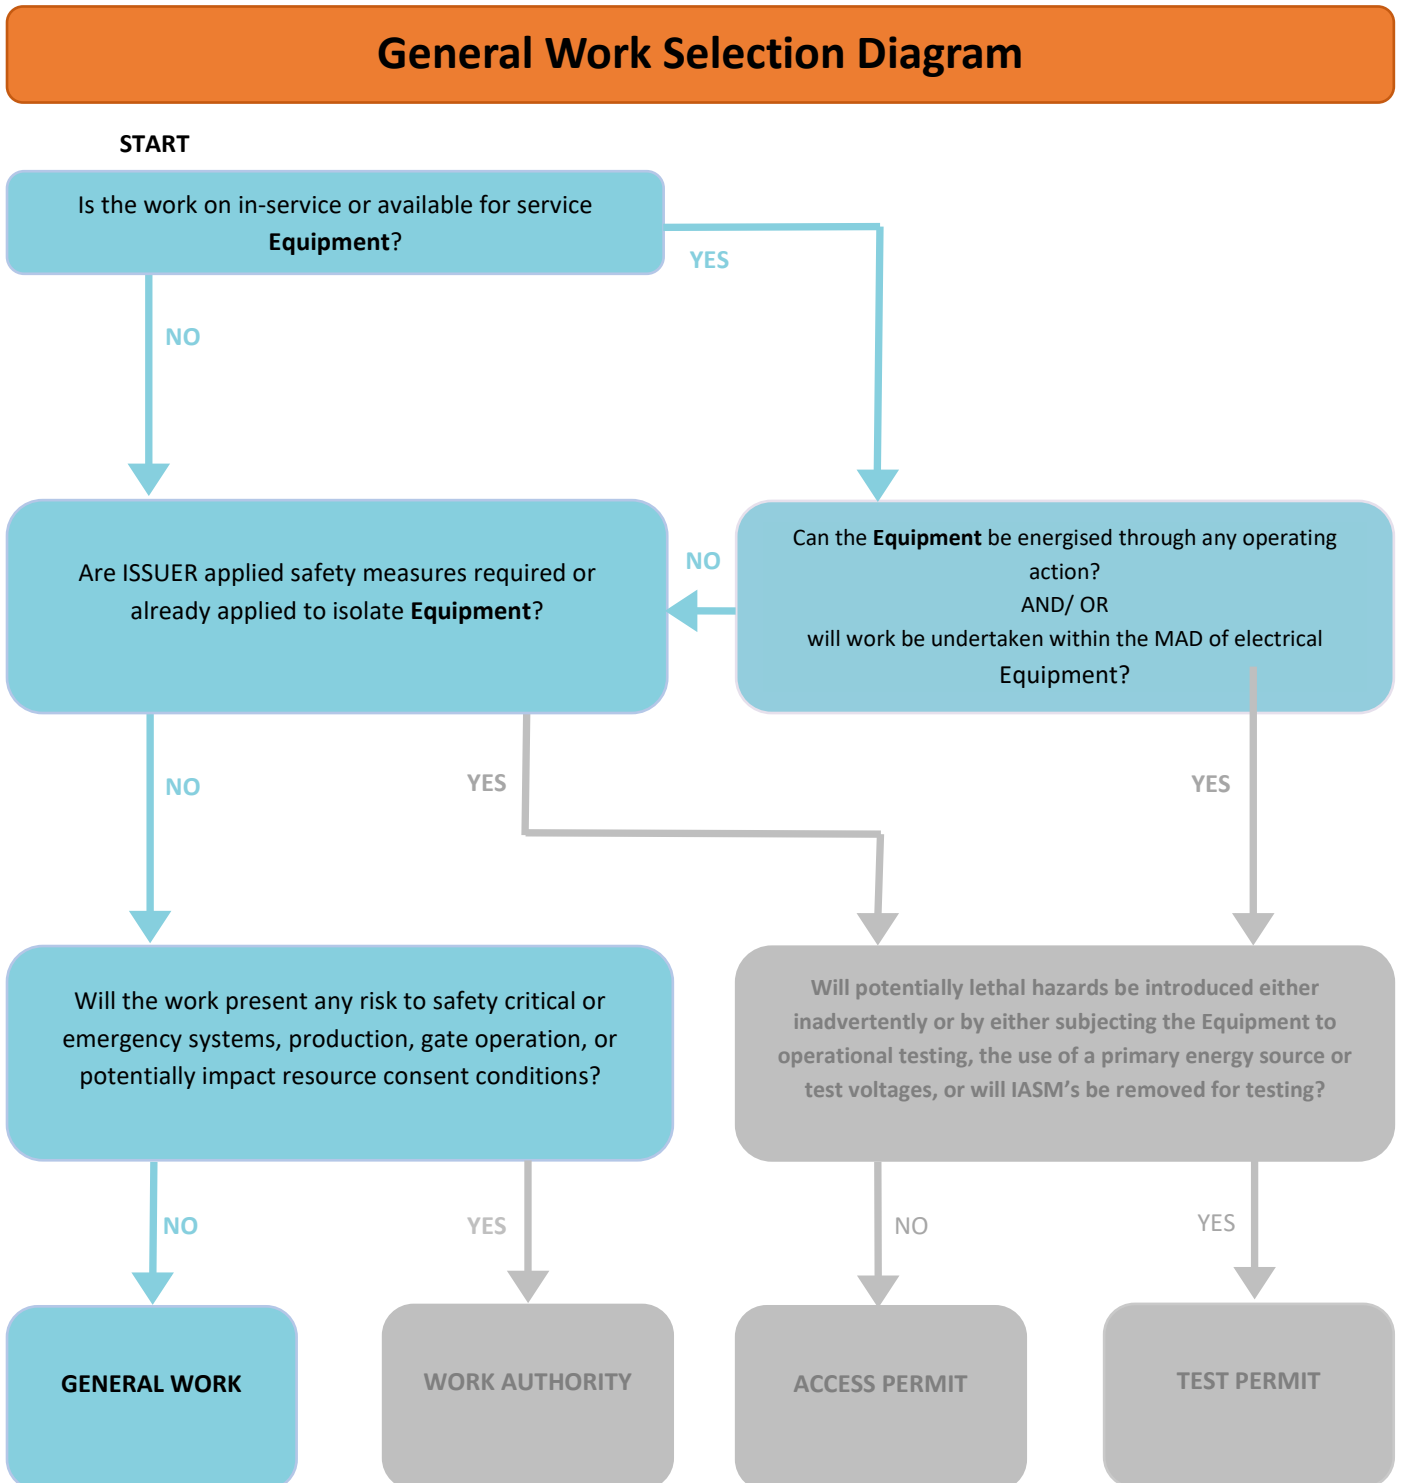 General Work Selection Diagram
START
Is the work on in-service or available for service
Equipment?
YES
NO
Are ISSUER applied safety measures required or
already applied to isolate Equipment?
NO
Can the Equipment be energised through any operating
action?
AND/ OR
will work be undertaken within the MAD of electrical
Equipment?
NO
YES
YES
Will the work present any risk to safety critical or
emergency systems, production, gate operation, or
potentially impact resource consent conditions?
Will potentially lethal hazards be introduced either
inadvertently or by either subjecting the Equipment to
operational testing, the use of a primary energy source or
test voltages, or will IASM’s be removed for testing?
NO
YES
NO
YES
GENERAL WORK
WORK AUTHORITY
ACCESS PERMIT
TEST PERMIT